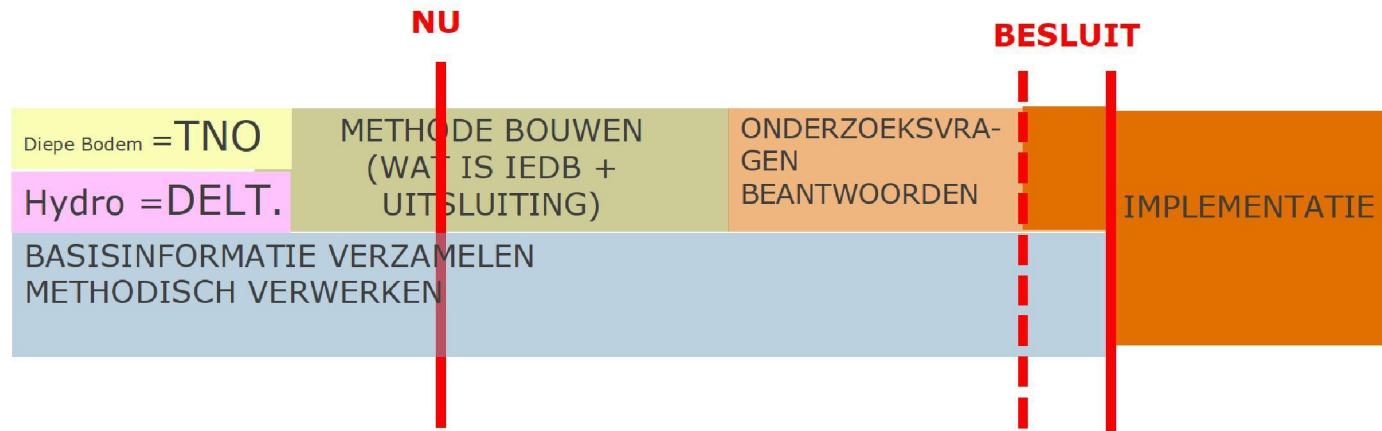 NU
BESLUIT
Diepe Bodem =TNO
Hydro =DELT.
METHODE BOUWEN
(WAT IS IEDB +
UITSLUITING)
ONDERZOEKSVRA-
GEN
BEANTWOORDEN
IMPLEMENTATIE
BASISINFORMATIE VERZAMELEN
METHODISCH VERWERKEN